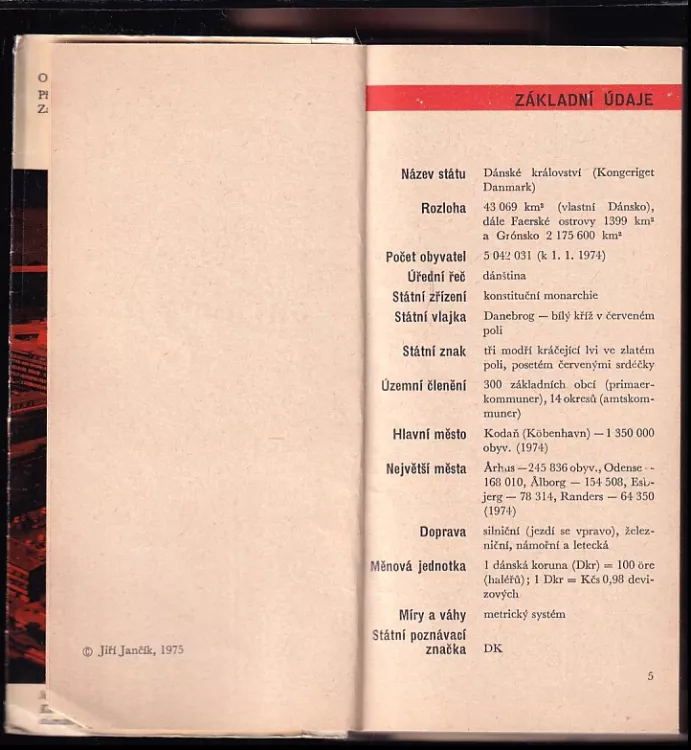 O
Př
Zá
© Jiří Jančík, 1975
ZÁKLADNÍ ÚDAJE
Název státu Dánské království (Kongeriget
Danmark)
Rozloha 43 069 km² (vlastní Dánsko),
dále Faerské ostrovy 1399 km²
a Grónsko 2 175 600 km²
Počet obyvatel 5 042 031 (k 1. 1. 1974)
Úřední řeč dánština
Státní zřízení konstituční monarchie
Státní vlajka Danebrog — bílý kříž v červeném
poli
Státní znak tři modří kráčející lvi ve zlatém
poli, posetém červenými srdéčky
Územní členění 300 základních obcí (primaer-
kommuner), 14 okresů (amtskom-
muner)
Hlavní město Kodaň (Köbenhavn) — 1 350 000
obyv. (1974)
Největší města Århus — 245 836 obyv., Odense -
168 010, Ålborg — 154 508, Esb-
jerg — 78 314, Randers — 64 350
(1974)
Doprava silniční (jezdí se vpravo), želez-
niční, námořní a letecká
Měnová jednotka 1 dánská koruna (Dkr) = 100 öre
(haléřů); 1 Dkr = Kčs 0,98 devi-
zových
Míry a váhy metrický systém
Státní poznávací
značka DK
5